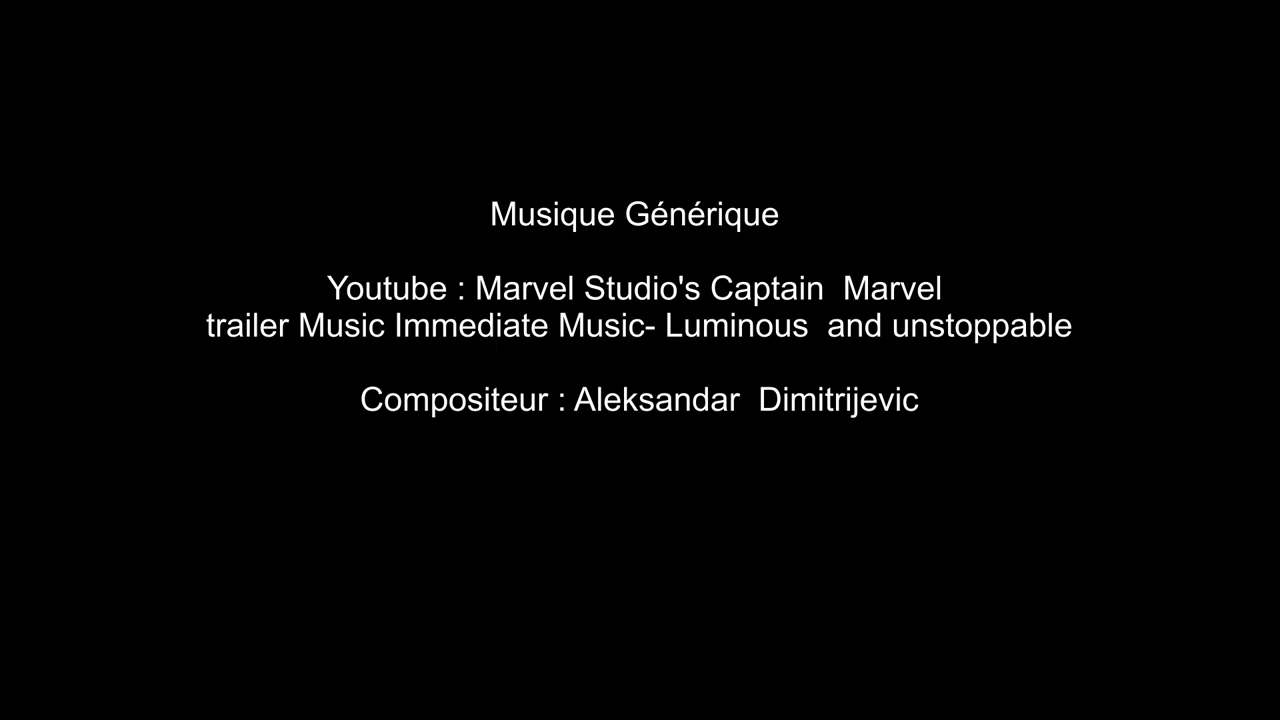 Musique Générique
Youtube : Marvel Studio's Captain  Marvel
trailer Music Immediate Music- Luminous  and unstoppable
Compositeur : Aleksandar  Dimitrijevic